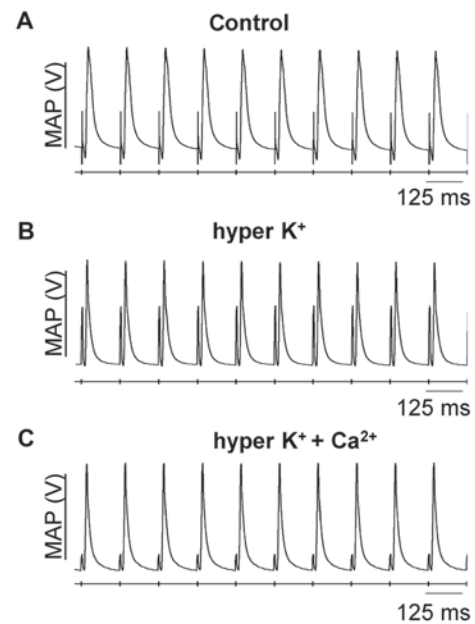 A
Control
MAP (V)
125 ms
B
hyper K⁺
MAP (V)
125 ms
C
hyper K⁺ + Ca²⁺
MAP (V)
125 ms